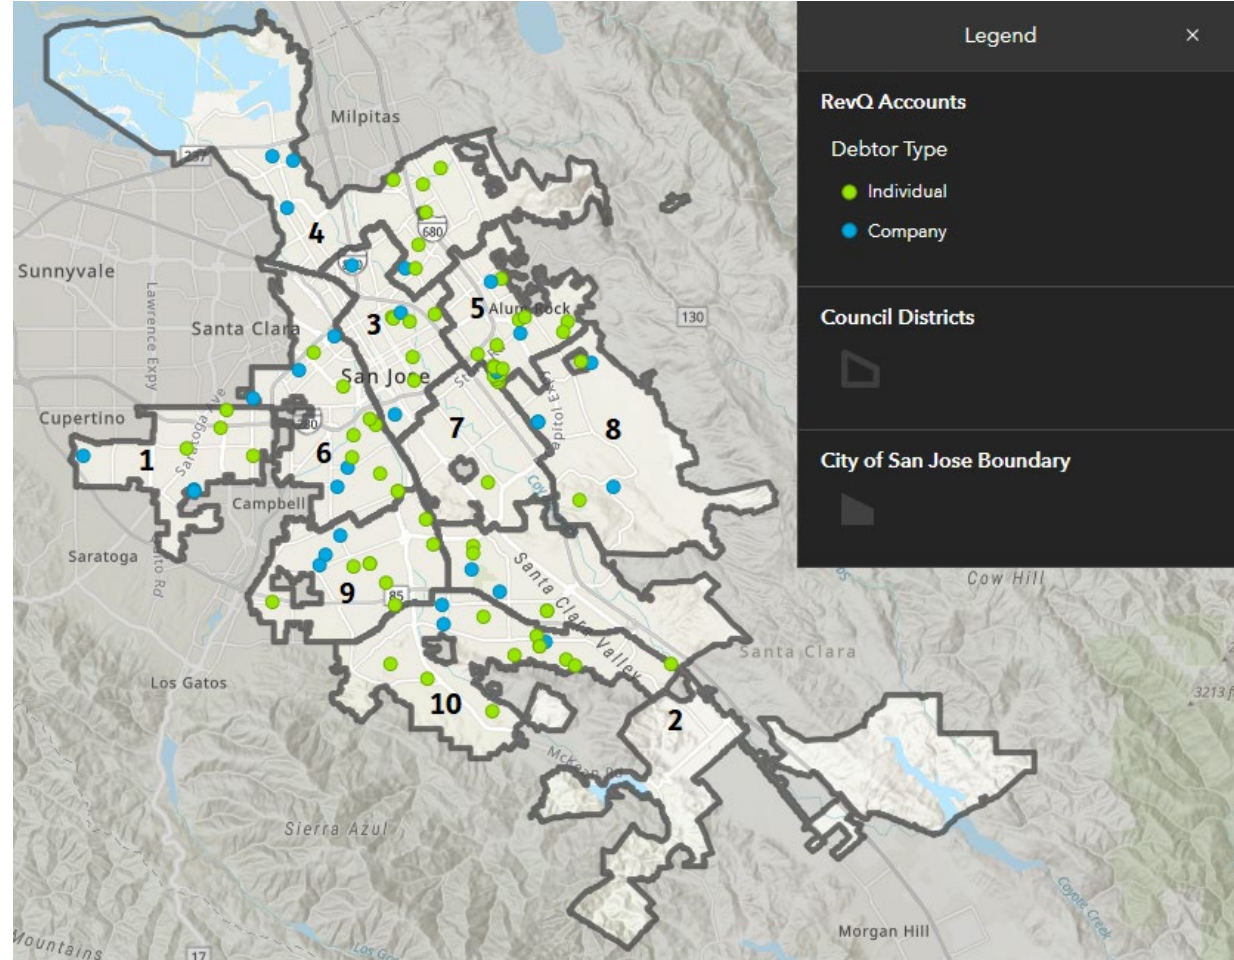 Legend
×
RevQ Accounts
Debtor Type
Individual
Company
Council Districts
City of San Jose Boundary
Milpitas
237
680
4
Sunnyvale
Lawrence Expy
Santa Clara
3
5
Alum Rock
130
San Jose
Cupertino
Saratoga Ave
1
6
7
8
Campbell
Saratoga
9
85
Santa Clara Valley
Cow Hill
Los Gatos
10
2
Santa Clara
3213 f
Sierra Azul
Mountains
17
Morgan Hill
Coyote Creek